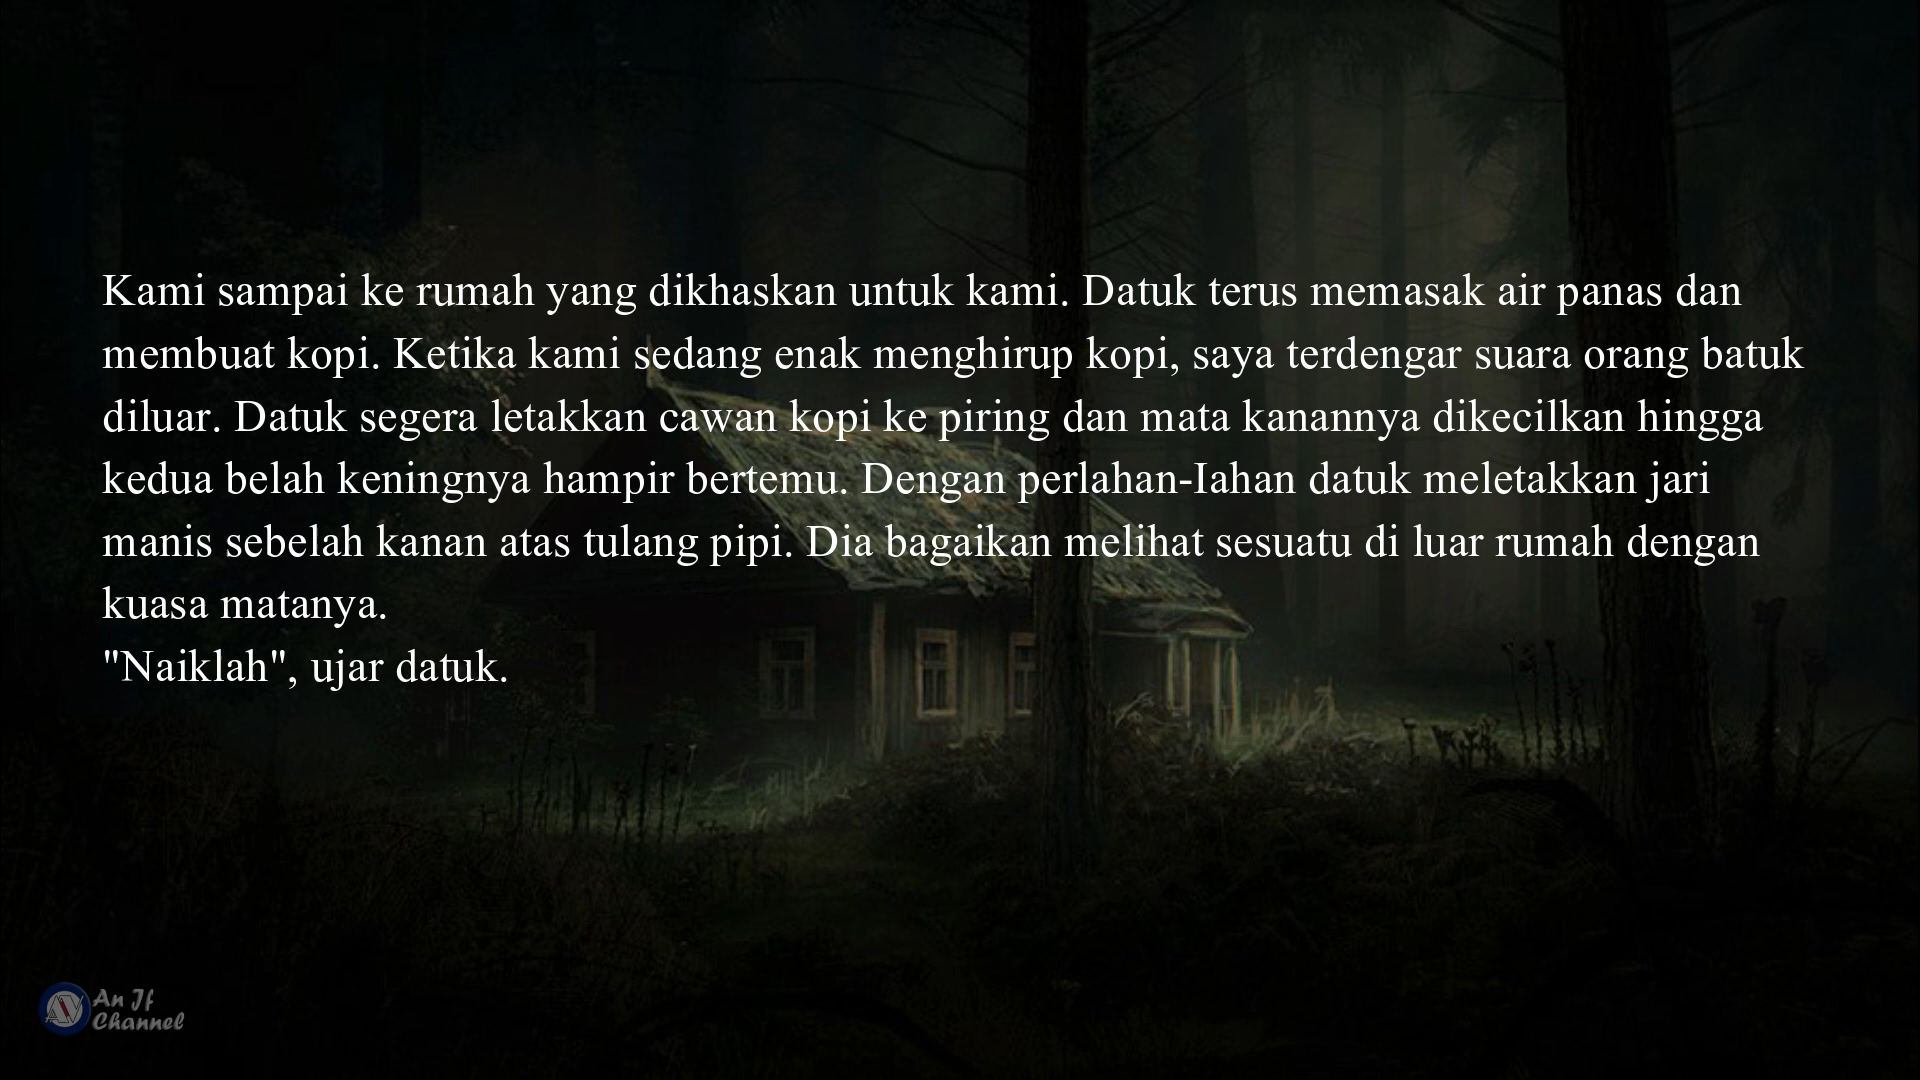 Kami sampai ke rumah yang dikhaskan untuk kami. Datuk terus memasak air panas dan
membuat kopi. Ketika kami sedang enak menghirup kopi, saya terdengar suara orang batuk
diluar. Datuk segera letakkan cawan kopi ke piring dan mata kanannya dikecilkan hingga
kedua belah keningnya hampir bertemu. Dengan perlahan-Iahan datuk meletakkan jari
manis sebelah kanan atas tulang pipi. Dia bagaikan melihat sesuatu di luar rumah dengan
kuasa matanya.
"Naiklah", ujar datuk.
An If
Channel